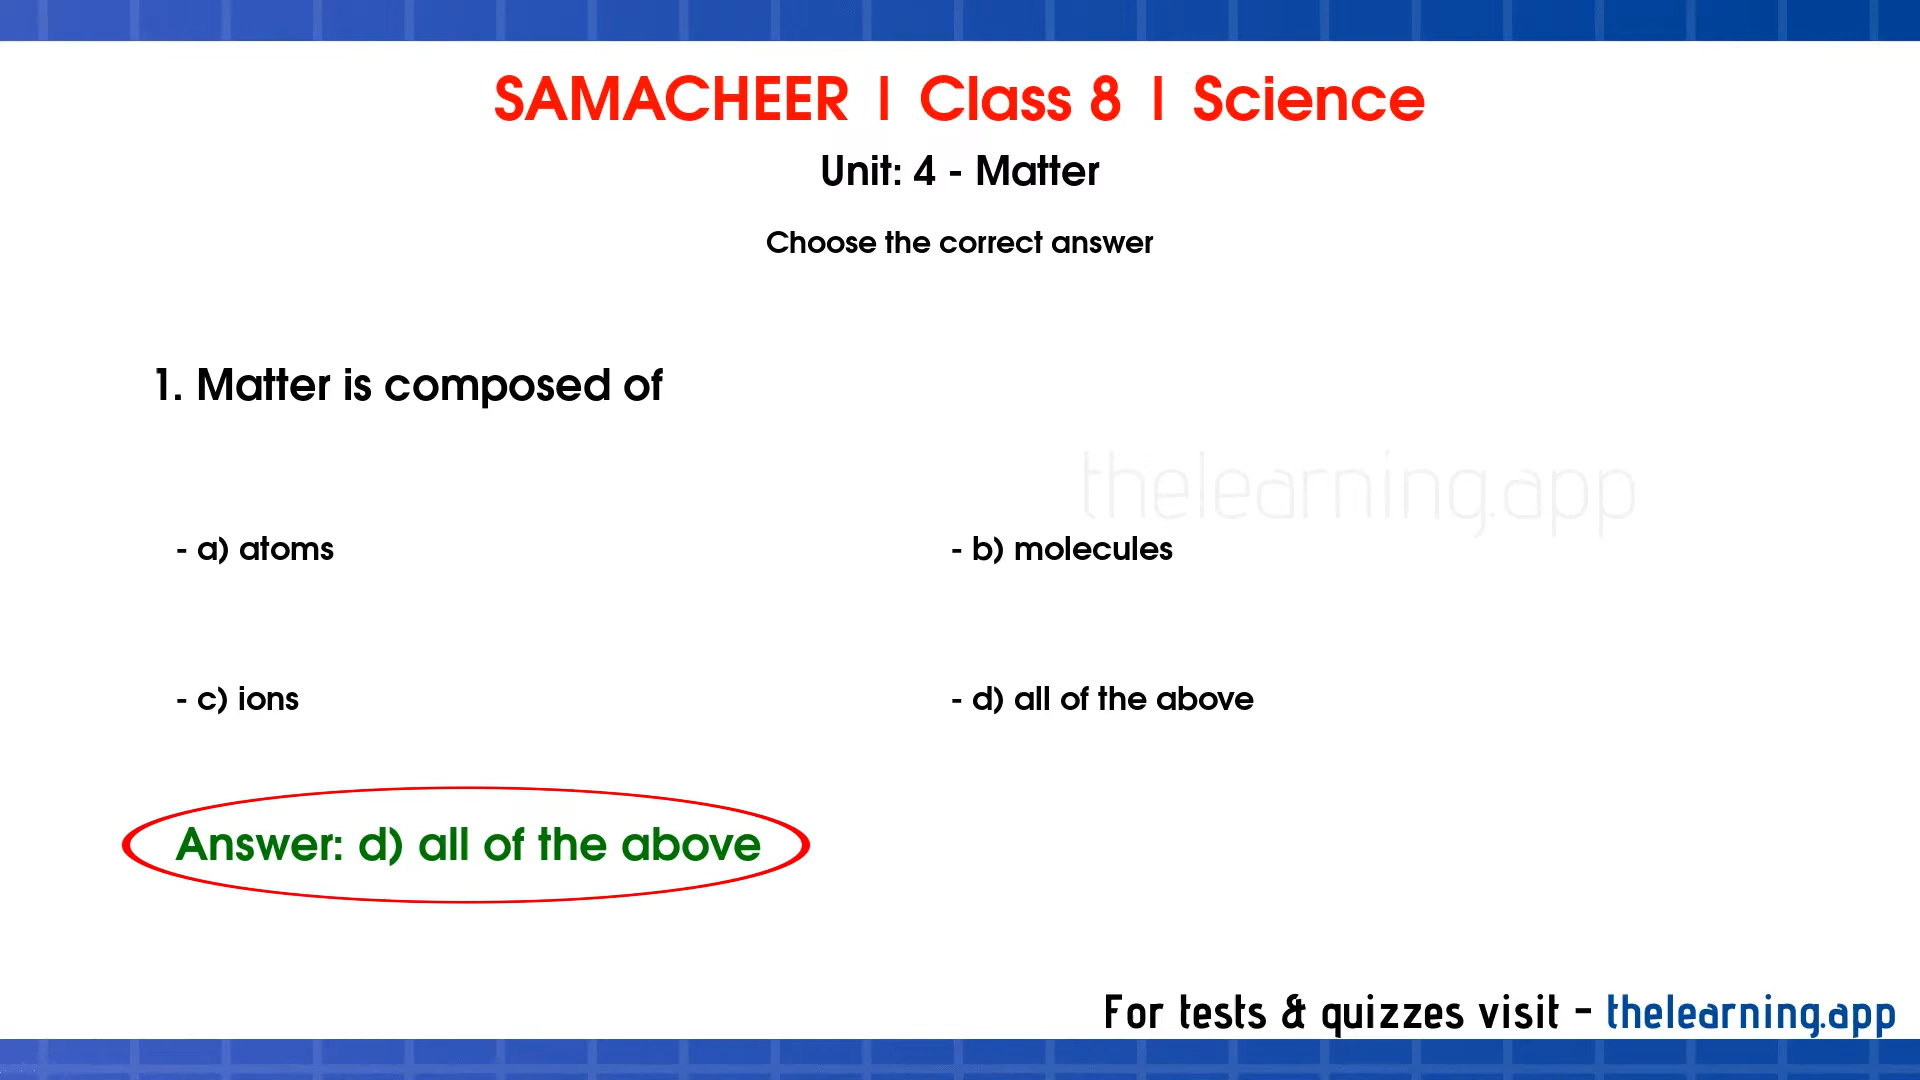 SAMACHEER | Class 8 | Science
Unit: 4 - Matter
Choose the correct answer
1. Matter is composed of
thelearning.app
- a) atoms
- b) molecules
- c) ions
- d) all of the above
Answer: d) all of the above
For tests & quizzes visit - thelearning.app